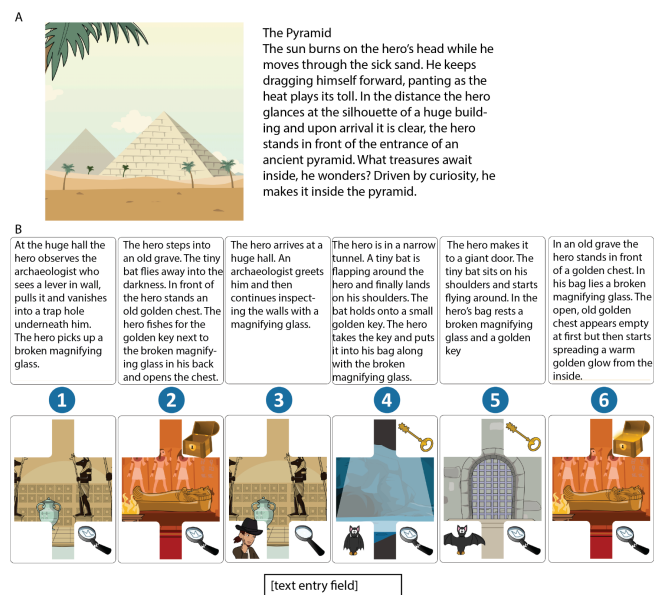 A
The Pyramid
The sun burns on the hero's head while he
moves through the sick sand. He keeps
dragging himself forward, panting as the
heat plays its toll. In the distance the hero
glances at the silhouette of a huge build-
ing and upon arrival it is clear, the hero
stands in front of the entrance of an
ancient pyramid. What treasures await
inside, he wonders? Driven by curiosity, he
makes it inside the pyramid.
B
At the huge hall the
hero observes the
archaeologist who
sees a lever in wall,
pulls it and vanishes
into a trap hole
underneath him.
The hero picks up a
broken magnifying
glass.
The hero steps into
an old grave. The tiny
bat flies away into the
darkness. In front of
the hero stands an
old golden chest. The
hero fishes for the
golden key next to
the broken magnify-
ing glass in his back
and opens the chest.
The hero arrives at a
huge hall. An
archaeologist greets
him and then
continues inspect-
ing the walls with a
magnifying glass.
The hero is in a narrow
tunnel. A tiny bat is
flapping around the
hero and finally lands
on his shoulders. The
bat holds onto a small
golden key. The hero
takes the key and puts
it into his bag along
with the broken
magnifying glass.
The hero makes it
to a giant door. The
tiny bat sits on his
shoulders and starts
flying around. In the
hero's bag rests a
broken magnifying
glass and a golden
key
In an old grave the
hero stands in front
of a golden chest. In
his bag lies a broken
magnifying glass. The
open, old golden
chest appears empty
at first but then starts
spreading a warm
golden glow from the
inside.
1
2
3
4
5
6
[text entry field]